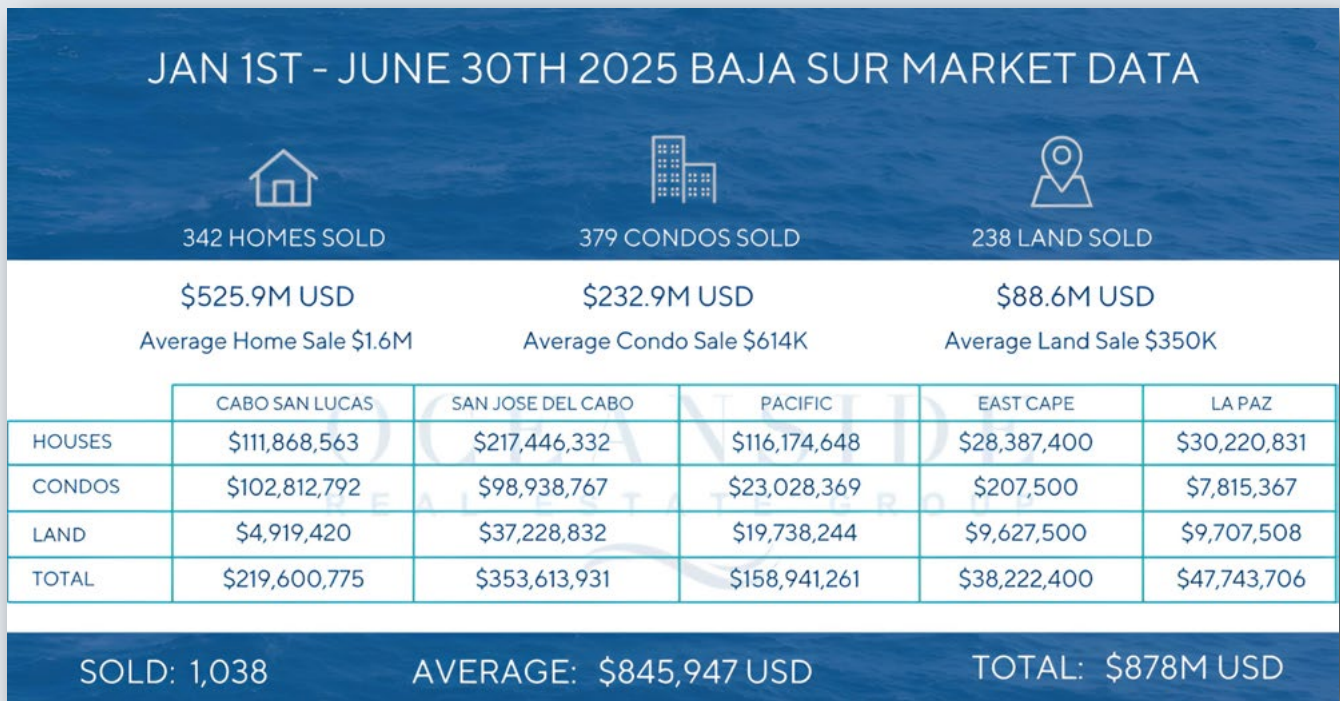 JAN 1ST - JUNE 30TH 2025 BAJA SUR MARKET DATA
342 HOMES SOLD 379 CONDOS SOLD 238 LAND SOLD
$525.9M USD $232.9M USD $88.6M USD
Average Home Sale $1.6M Average Condo Sale $614K Average Land Sale $350K
CABO SAN LUCAS SAN JOSE DEL CABO PACIFIC EAST CAPE LA PAZ
HOUSES $111,868,563 $217,446,332 $116,174,648 $28,387,400 $30,220,831
CONDOS $102,812,792 $98,938,767 $23,028,369 $207,500 $7,815,367
LAND $4,919,420 $37,228,832 $19,738,244 $9,627,500 $9,707,508
TOTAL $219,600,775 $353,613,931 $158,941,261 $38,222,400 $47,743,706
OCEANSIDE
REAL ESTATE GROUP
SOLD: 1,038 AVERAGE: $845,947 USD TOTAL: $878M USD